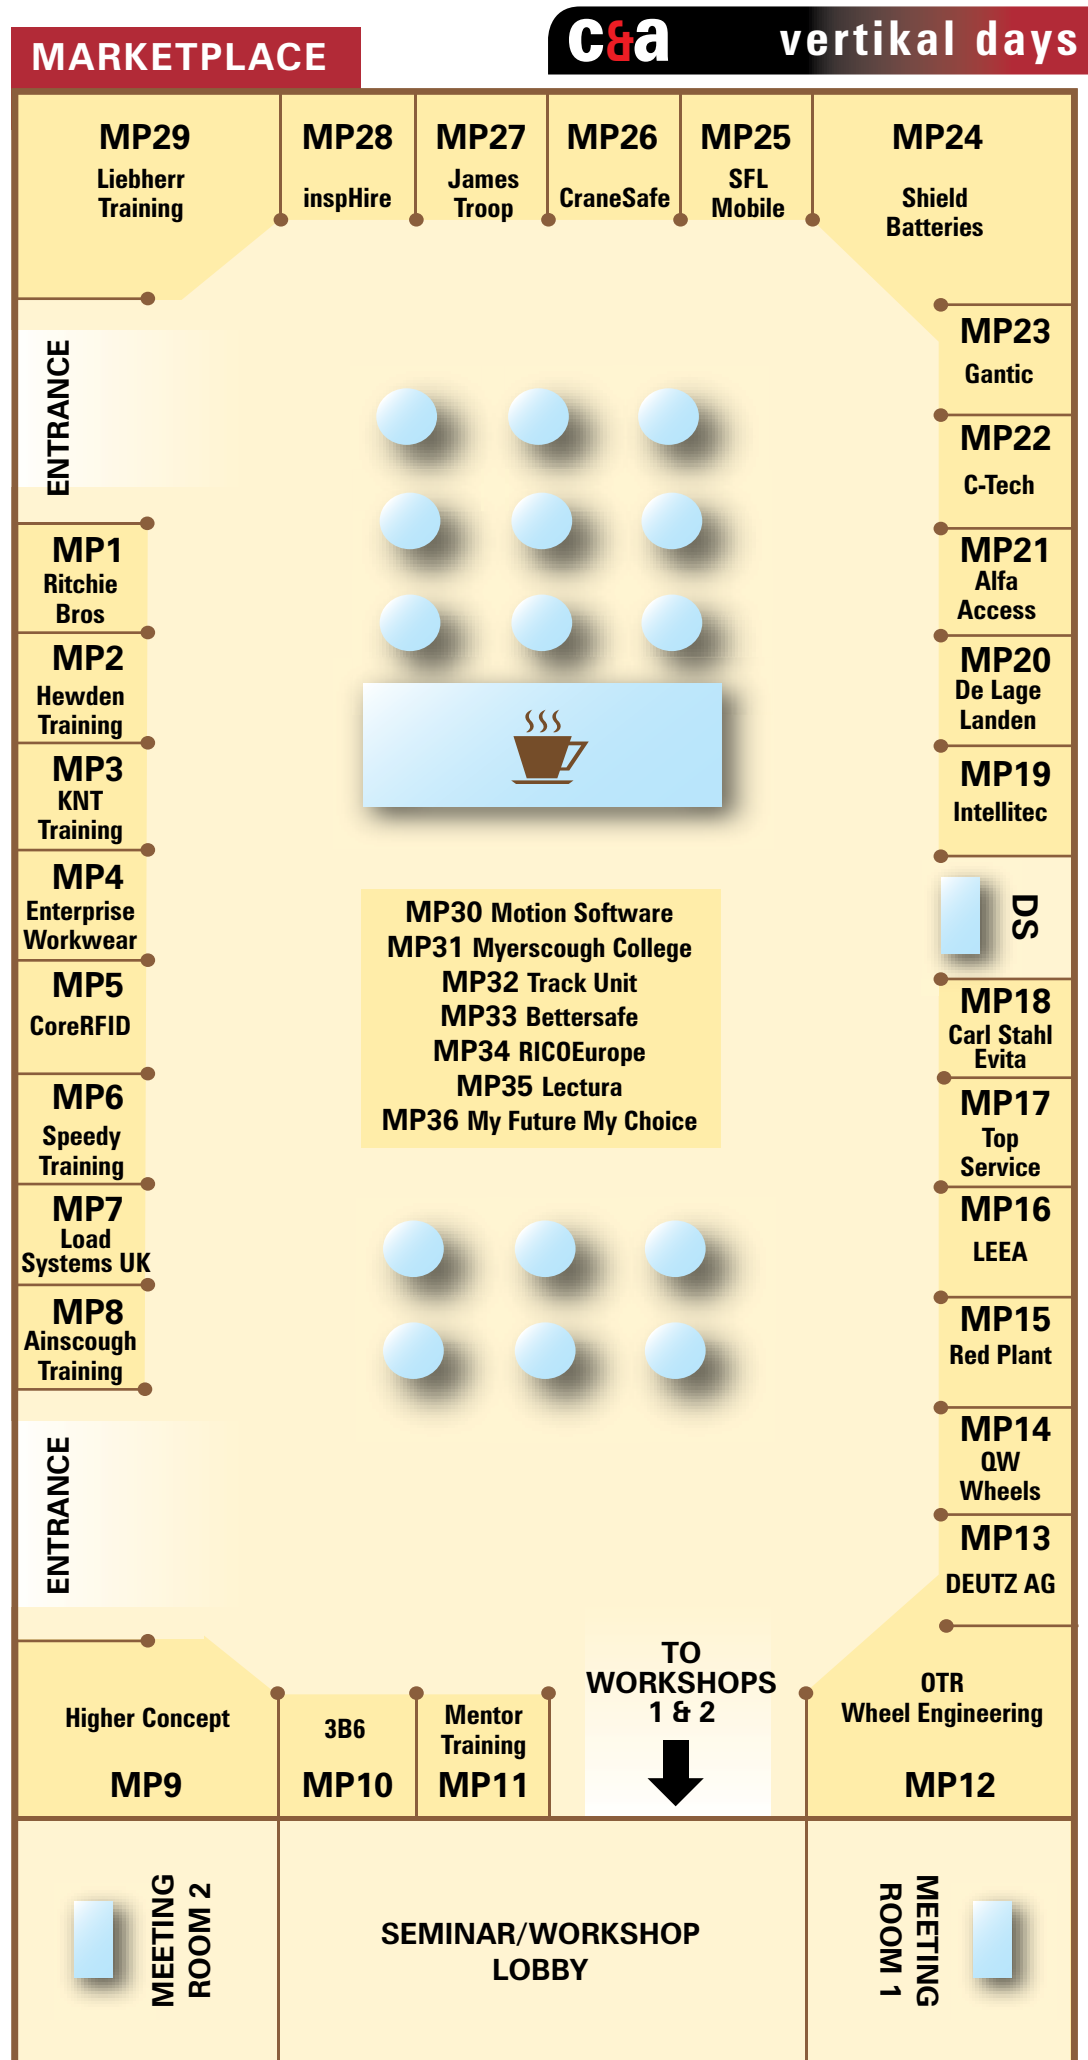 MARKETPLACE
c&a vertikal days
MP29
Liebherr
Training
MP28
inspHire
MP27
James
Troop
MP26
CraneSafe
MP25
SFL
Mobile
MP24
Shield
Batteries
ENTRANCE
MP23
Gantic
MP22
C-Tech
MP21
Alfa
Access
MP20
De Lage
Landen
MP19
Intellitec
DS
MP18
Carl Stahl
Evita
MP17
Top
Service
MP16
LEEA
MP15
Red Plant
MP14
QW
Wheels
MP13
DEUTZ AG
MP1
Ritchie
Bros
MP2
Hewden
Training
MP3
KNT
Training
MP4
Enterprise
Workwear
MP5
CoreRFID
MP6
Speedy
Training
MP7
Load
Systems UK
MP8
Ainscough
Training
MP30 Motion Software
MP31 Myerscough College
MP32 Track Unit
MP33 Bettersafe
MP34 RICOEurope
MP35 Lectura
MP36 My Future My Choice
ENTRANCE
Higher Concept
MP9
3B6
MP10
Mentor
Training
MP11
TO
WORKSHOPS
1 & 2
OTR
Wheel Engineering
MP12
MEETING
ROOM 2
SEMINAR/WORKSHOP
LOBBY
MEETING
ROOM 1